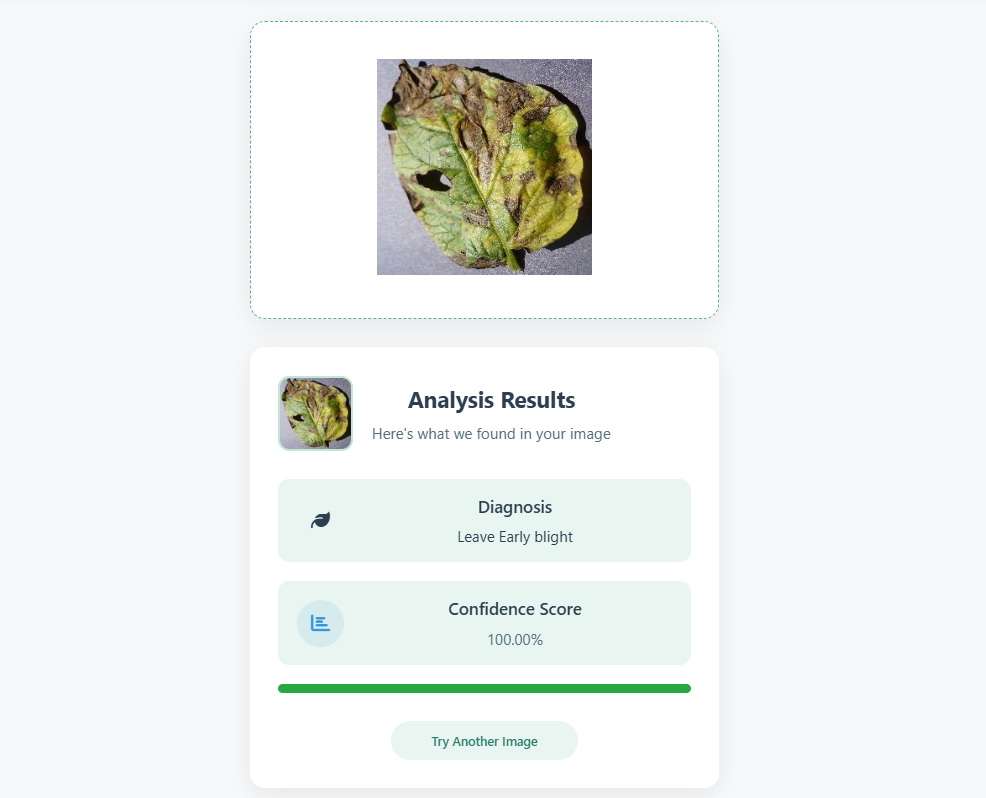 Analysis Results
Here's what we found in your image
Diagnosis
Leave Early blight
Confidence Score
100.00%
Try Another Image